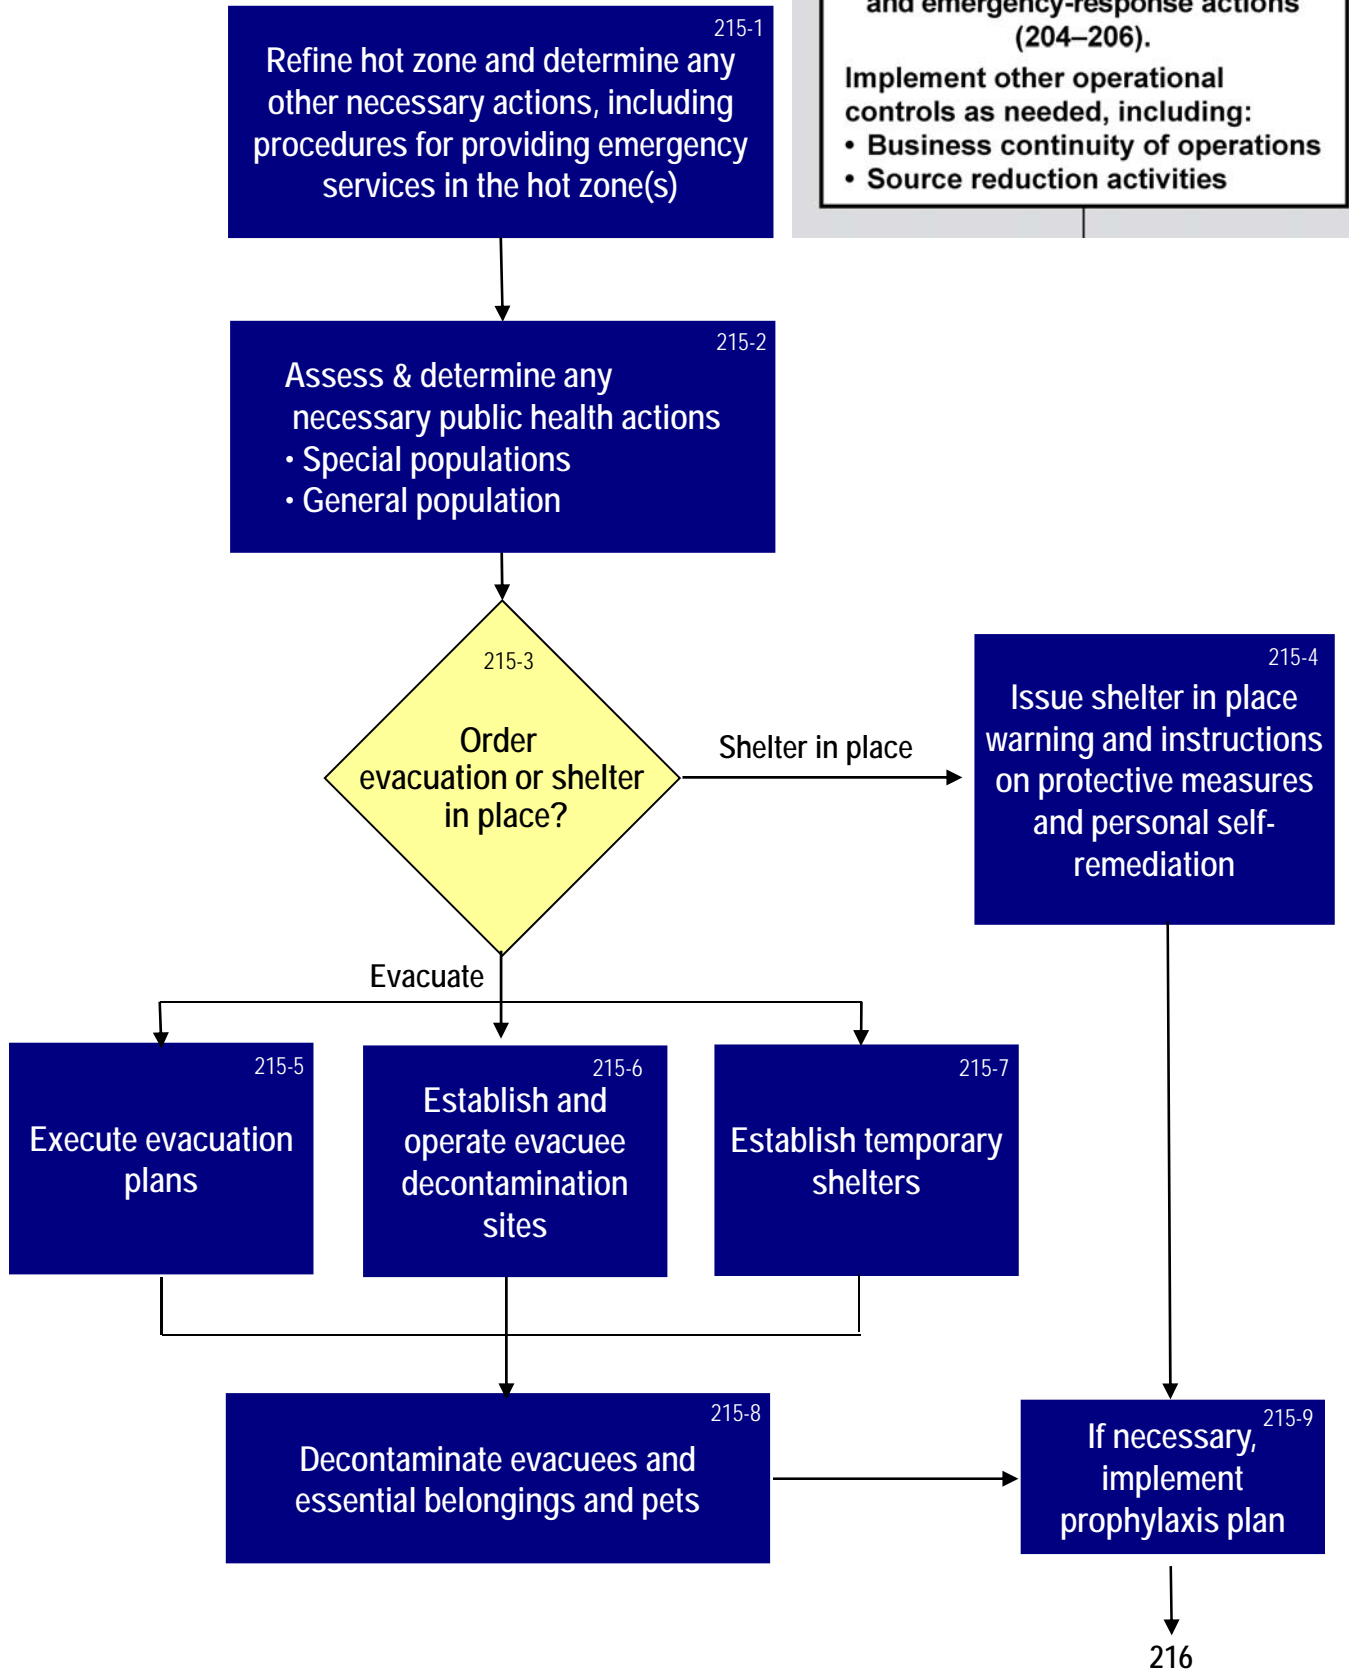 215-1
Refine hot zone and determine any
other necessary actions, including
procedures for providing emergency
services in the hot zone(s)
and emergency-response actions
(204–206).
Implement other operational
controls as needed, including:
• Business continuity of operations
• Source reduction activities
215-2
Assess & determine any
necessary public health actions
• Special populations
• General population
215-3
Order
evacuation or shelter
in place?
Shelter in place
215-4
Issue shelter in place
warning and instructions
on protective measures
and personal self-
remediation
Evacuate
215-5
Execute evacuation
plans
215-6
Establish and
operate evacuee
decontamination
sites
215-7
Establish temporary
shelters
215-8
Decontaminate evacuees and
essential belongings and pets
215-9
If necessary,
implement
prophylaxis plan
216